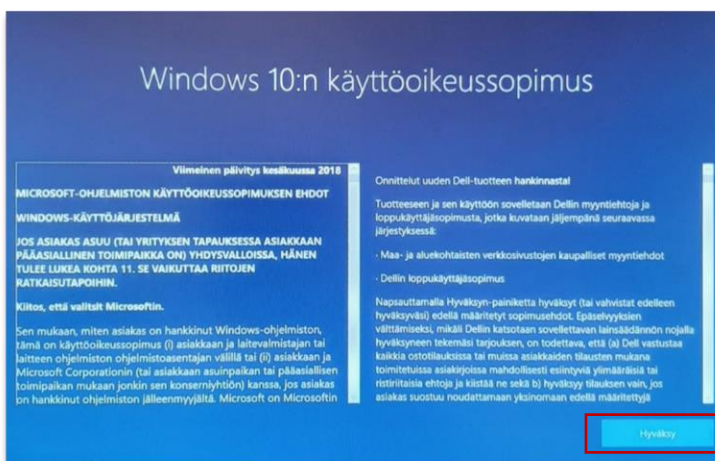 Windows 10:n käyttöoikeussopimus
Viimeinen päivitys kesäkuussa 2018
MICROSOFT-OHJELMISTON KÄYTTÖOIKEUSSOPIMUKSEN EHDOT
WINDOWS-KÄYTTÖJÄRJESTELMÄ
JOS ASIAKAS ASUU (TAI YRITYKSEN TAPAUKSESSA ASIAKKAAN
PÄÄASIALLINEN TOIMIPAIKKA ON) YHDYSVALLOISSA, HÄNEN
TULEE LUKEA KOHTA 11. SE VAIKUTTAA RIITOJEN
RATKAISUTAPOIHIN.
Kiitos, että valitsit Microsoftin.
Sen mukaan, miten asiakas on hankkinut Windows-ohjelmiston,
tämä on käyttöoikeussopimus (i) asiakkaan ja laitevalmistajan tai
laitteen ohjelmiston ohjelmistoasentajan välillä tai (ii) asiakkaan ja
Microsoft Corporationin (tai asiakkaan asuinpaikan tai pääasiallisen
toimipaikan mukaan jonkin sen konserniyhtiön) kanssa, jos asiakas
on hankkinut ohjelmiston jälleenmyyjältä. Microsoft on Microsoftin
Onnittelut uuden Dell-tuotteen hankinnasta!
Tuotteeseen ja sen käyttöön sovelletaan Dellin myyntiehtoja ja
loppukäyttäjäsopimusta, jotka kuvataan jäljempänä seuraavassa
järjestyksessä:
· Maa- ja aluekohtaisten verkkosivustojen kaupalliset myyntiehdot
· Dellin loppukäyttäjäsopimus
Napsauttamalla Hyväksyn-painiketta hyväksyt (tai vahvistat edelleen
hyväksyväsi) edellä määritetyt sopimusehdot. Epäselvyyksien
välttämiseksi, mikäli Dellin katsotaan sovellettavan lainsäädännön nojalla
hyväksyneen tekemäsi tarjouksen, on todettava, että (a) Dell vastustaa
kaikkia ostotilauksissa tai muissa asiakkaiden tilausten mukana
toimitetuissa asiakirjoissa mahdollisesti esiintyviä ylimääräisiä tai
ristiriitaisia ehtoja ja kiistää ne sekä b) hyväksyy tilauksen vain, jos
asiakas suostuu noudattamaan yksinomaan edellä määritettyjä
Hyväksy